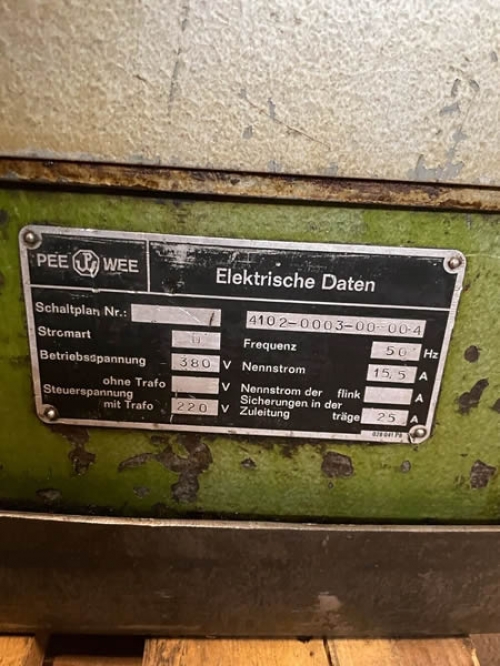 PEE WEE
Elektrische Daten
Schaltplan Nr.: 4102-0003-00-00-4
Stromart
Frequenz 50 Hz
Betriebsspannung 380 V
Nennstrom 15,5 A
Steuerspannung ohne Trafo V
mit Trafo 220 V
Nennstrom der Sicherungen in der Zuleitung flink A
träge 25 A